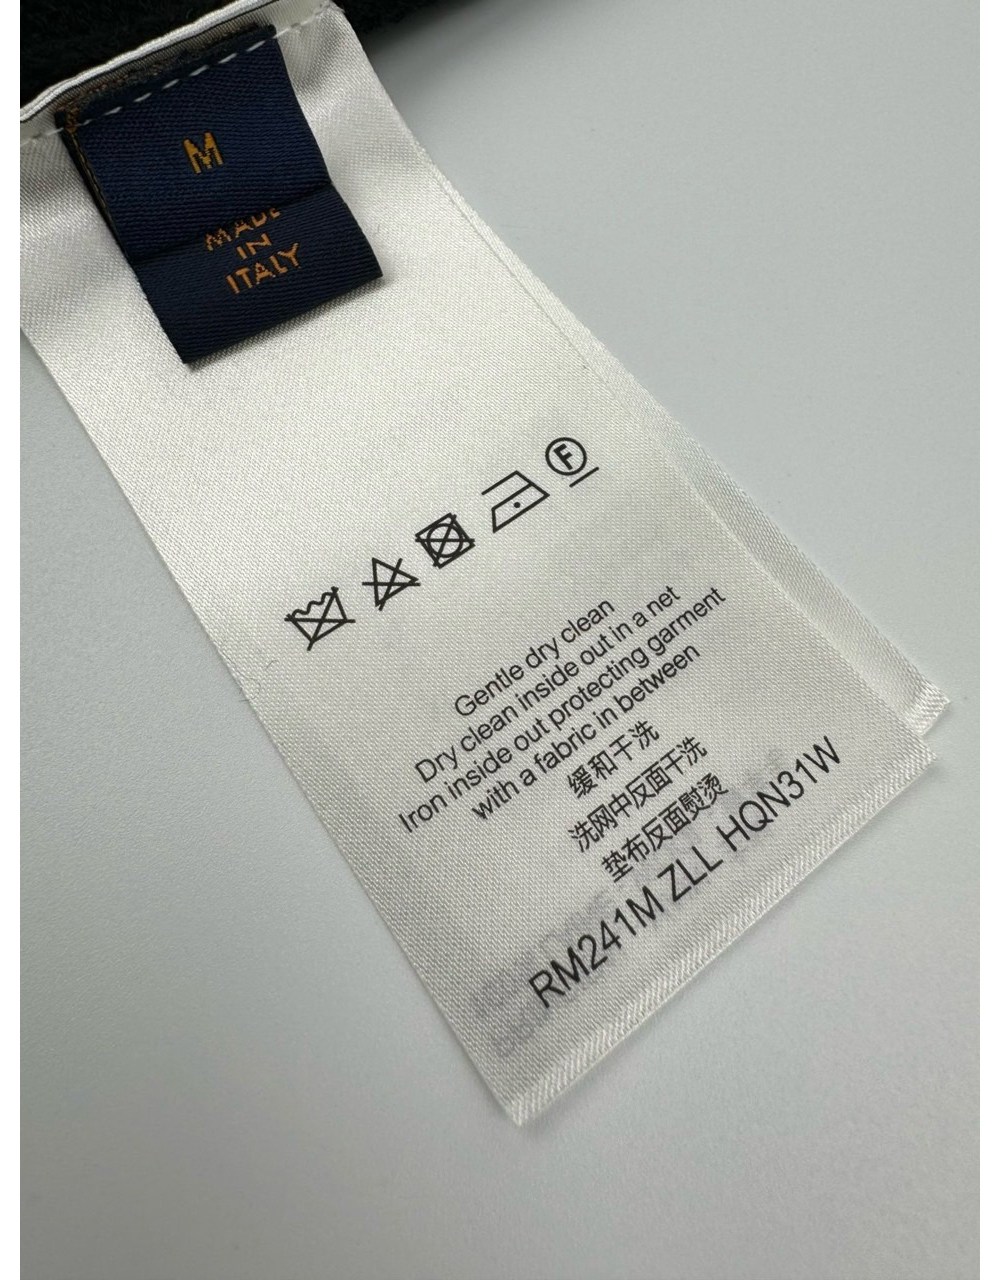 M
MADE
IN
ITALY
F
Gentle dry clean
Dry clean inside out in a net
Iron inside out protecting garment
with a fabric in between
缓和干洗
洗网中反面干洗
垫布反面熨烫
RM241M ZLL HQN31W